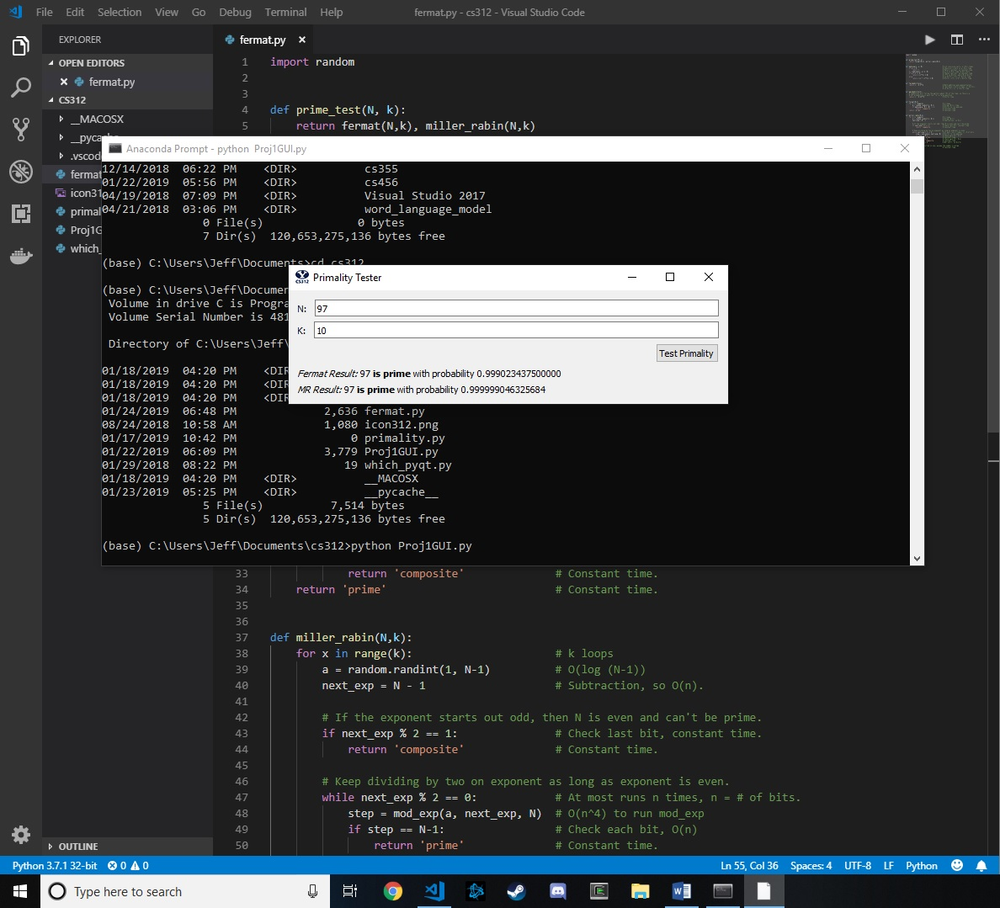 File Edit Selection View Go Debug Terminal Help fermat.py - cs312 - Visual Studio Code
EXPLORER
OPEN EDITORS
fermat.py
CS312
__MACOSX
__pycache
.vscod
fermat
icon31
primal
Proj1G
which_
OUTLINE
fermat.py
1 import random
2
3
4 def prime_test(N, k):
5 return fermat(N,k), miller_rabin(N,k)
Anaconda Prompt - python Proj1GUI.py
12/14/2018 06:22 PM <DIR> cs355
01/22/2019 05:56 PM <DIR> cs456
04/19/2018 07:09 PM <DIR> Visual Studio 2017
04/21/2018 03:06 PM <DIR> word_language_model
0 File(s) 0 bytes
7 Dir(s) 120,653,275,136 bytes free
(base) C:\Users\Jeff\Documents>cd cs312
(base) C:\Users\Jeff\Documen
Volume in drive C is Progra
Volume Serial Number is 481
Directory of C:\Users\Jeff\
01/18/2019 04:20 PM <DIR
01/18/2019 04:20 PM <DIR
01/18/2019 04:20 PM <DIR
01/24/2019 06:48 PM 2,636 fermat.py
08/24/2018 10:58 AM 1,080 icon312.png
01/17/2019 10:42 PM 0 primality.py
01/22/2019 06:09 PM 3,779 Proj1GUI.py
01/29/2018 08:22 PM 19 which_pyqt.py
01/18/2019 04:20 PM <DIR> __MACOSX
01/23/2019 05:25 PM <DIR> __pycache__
5 File(s) 7,514 bytes
5 Dir(s) 120,653,275,136 bytes free
(base) C:\Users\Jeff\Documents\cs312>python Proj1GUI.py
CS312 Primality Tester
N: 97
K: 10
Test Primality
Fermat Result: 97 is prime with probability 0.999023437500000
MR Result: 97 is prime with probability 0.999999046325684
33 return 'composite' # Constant time.
34 return 'prime' # Constant time.
35
36
37 def miller_rabin(N,k):
38 for x in range(k): # k loops
39 a = random.randint(1, N-1) # O(log (N-1))
40 next_exp = N - 1 # Subtraction, so O(n).
41
42 # If the exponent starts out odd, then N is even and can't be prime.
43 if next_exp % 2 == 1: # Check last bit, constant time.
44 return 'composite' # Constant time.
45
46 # Keep dividing by two on exponent as long as exponent is even.
47 while next_exp % 2 == 0: # At most runs n times, n = # of bits.
48 step = mod_exp(a, next_exp, N) # O(n^4) to run mod_exp
49 if step == N-1: # Check each bit, O(n)
50 return 'prime' # Constant time.
Python 3.7.1 32-bit 0 0 Ln 55, Col 36 Spaces: 4 UTF-8 LF Python
Type here to search